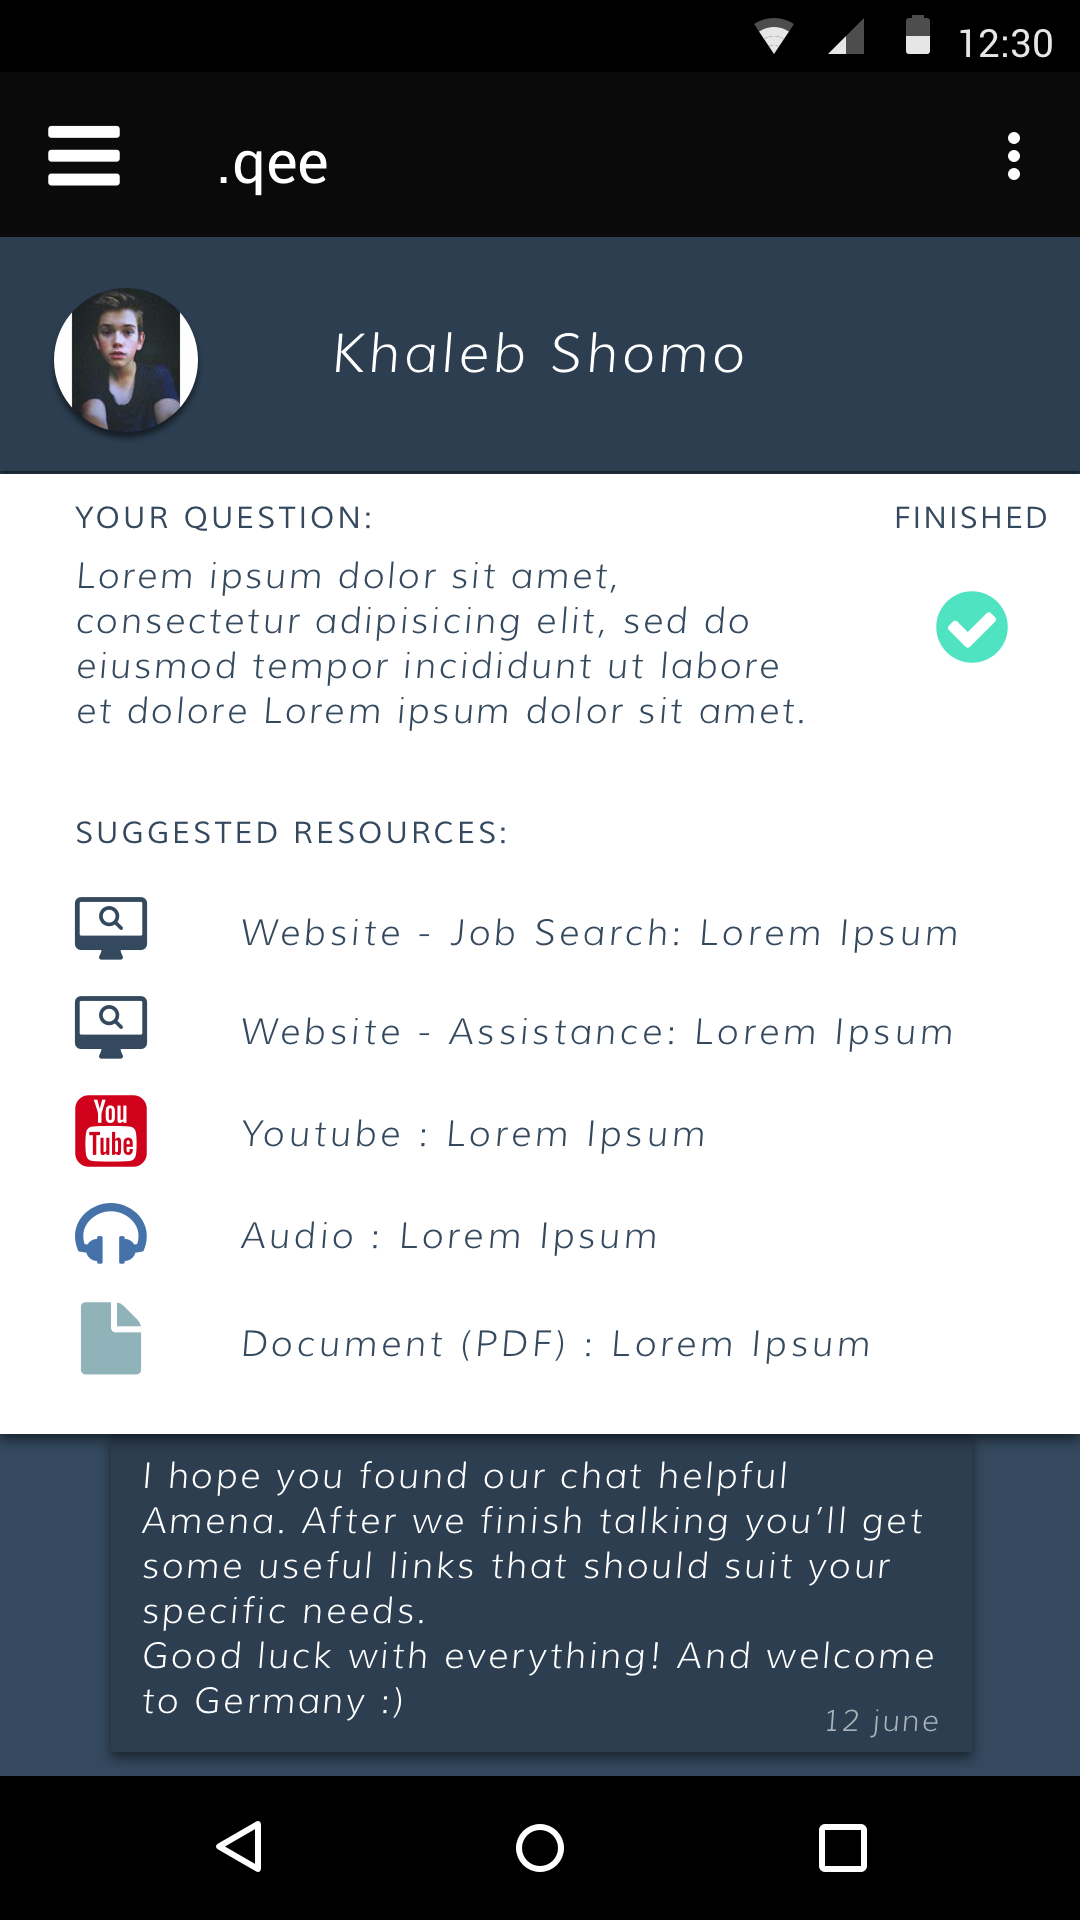 12:30
.qee
Khaleb Shomo
YOUR QUESTION:
FINISHED
Lorem ipsum dolor sit amet,
consectetur adipisicing elit, sed do
eiusmod tempor incididunt ut labore
et dolore Lorem ipsum dolor sit amet.
SUGGESTED RESOURCES:
Website - Job Search: Lorem Ipsum
Website - Assistance: Lorem Ipsum
You
Tube
Youtube : Lorem Ipsum
Audio : Lorem Ipsum
Document (PDF) : Lorem Ipsum
I hope you found our chat helpful
Amena. After we finish talking you’ll get
some useful links that should suit your
specific needs.
Good luck with everything! And welcome
to Germany :)
12 june